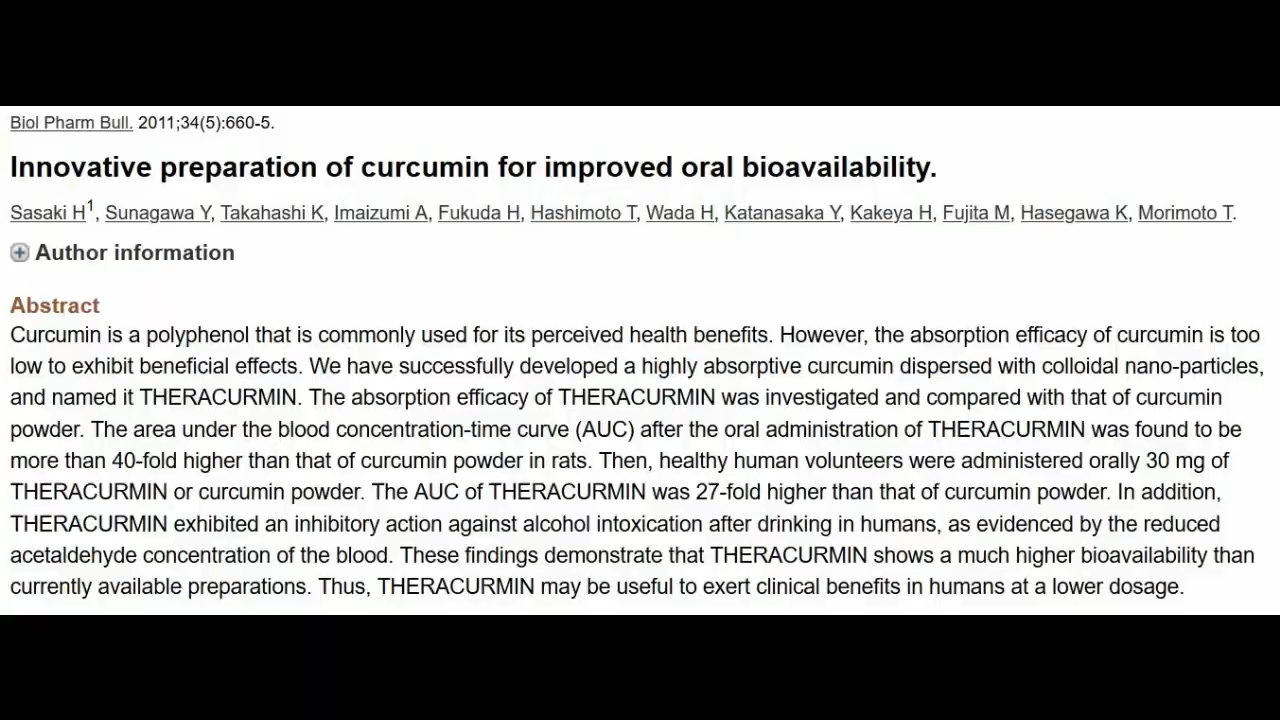 Biol Pharm Bull. 2011;34(5):660-5.
Innovative preparation of curcumin for improved oral bioavailability.
Sasaki H1, Sunagawa Y, Takahashi K, Imaizumi A, Fukuda H, Hashimoto T, Wada H, Katanasaka Y, Kakeya H, Fujita M, Hasegawa K, Morimoto T.
Author information
Abstract
Curcumin is a polyphenol that is commonly used for its perceived health benefits. However, the absorption efficacy of curcumin is too
low to exhibit beneficial effects. We have successfully developed a highly absorptive curcumin dispersed with colloidal nano-particles,
and named it THERACURMIN. The absorption efficacy of THERACURMIN was investigated and compared with that of curcumin
powder. The area under the blood concentration-time curve (AUC) after the oral administration of THERACURMIN was found to be
more than 40-fold higher than that of curcumin powder in rats. Then, healthy human volunteers were administered orally 30 mg of
THERACURMIN or curcumin powder. The AUC of THERACURMIN was 27-fold higher than that of curcumin powder. In addition,
THERACURMIN exhibited an inhibitory action against alcohol intoxication after drinking in humans, as evidenced by the reduced
acetaldehyde concentration of the blood. These findings demonstrate that THERACURMIN shows a much higher bioavailability than
currently available preparations. Thus, THERACURMIN may be useful to exert clinical benefits in humans at a lower dosage.